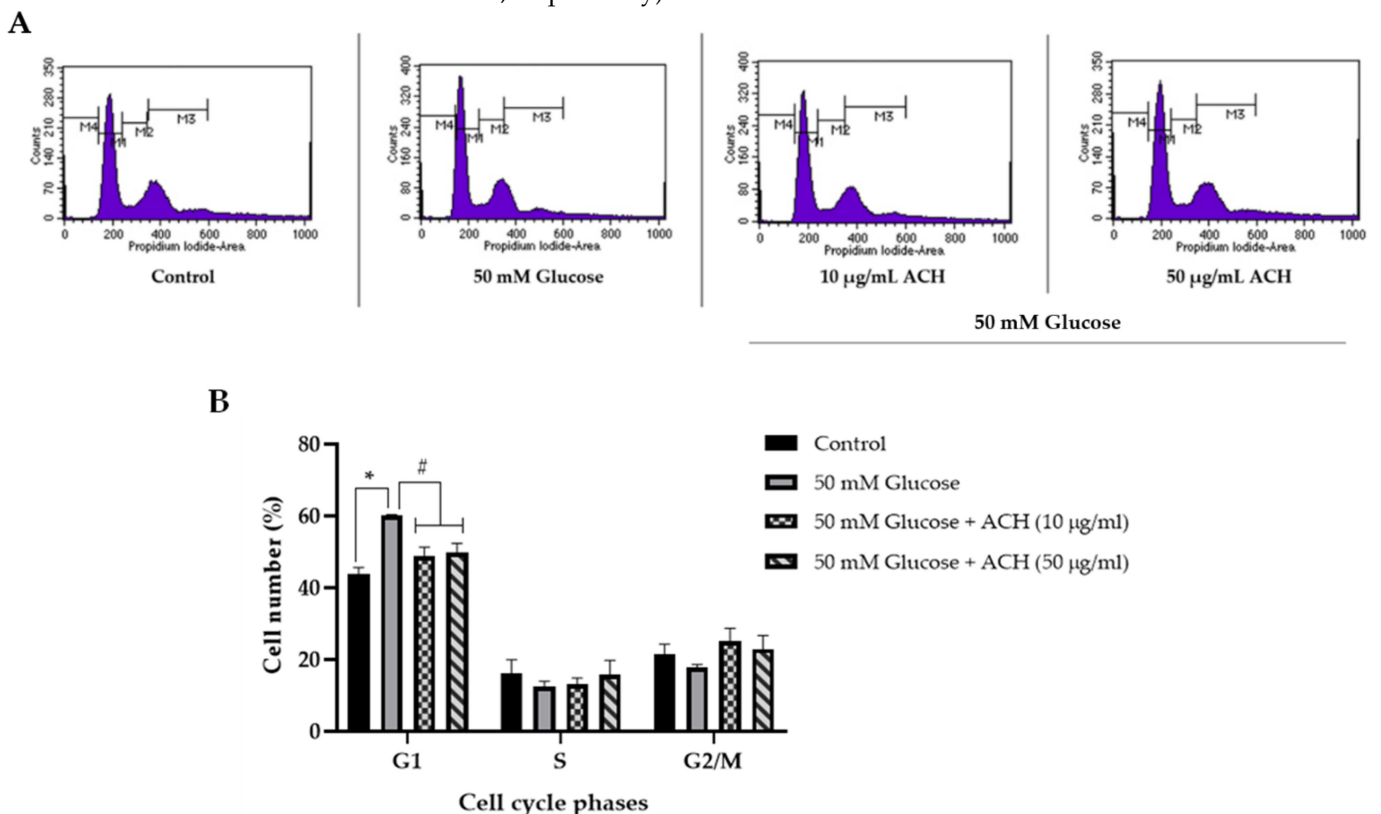 A
350
280
210
140
70
0
Counts
M4
M1
M2
M3
0 200 400 600 800 1000
Propidium Iodide-Area
Control
400
320
240
160
80
0
Counts
M4
M1
M2
M3
0 200 400 600 800 1000
Propidium Iodide-Area
50 mM Glucose
400
320
240
160
80
0
Counts
M4
M2
M3
0 200 400 600 800 1000
Propidium Iodide-Area
10 µg/mL ACH
350
280
210
140
70
0
Counts
M4
M1
M2
M3
0 200 400 600 800 1000
Propidium Iodide-Area
50 µg/mL ACH
50 mM Glucose
B
80
60
40
20
0
Cell number (%)
*
#
G1 S G2/M
Cell cycle phases
Control
50 mM Glucose
50 mM Glucose + ACH (10 µg/ml)
50 mM Glucose + ACH (50 µg/ml)